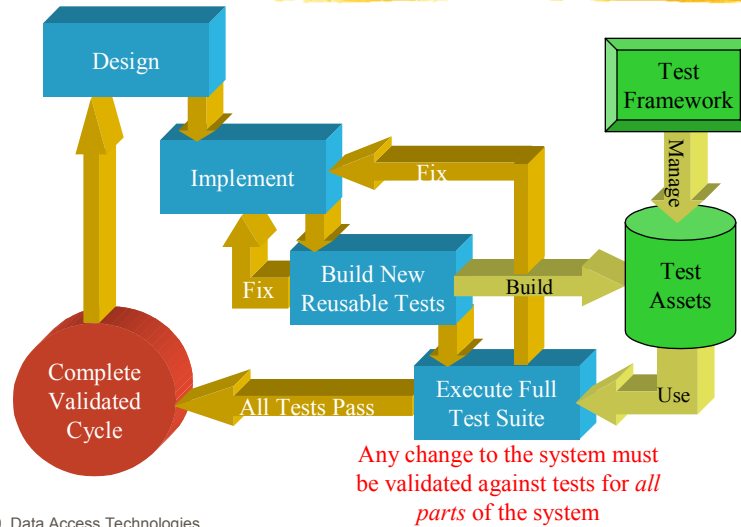 Design
Test
Framework
Manage
Implement
Fix
Fix
Build New
Reusable Tests
Build
Test
Assets
Complete
Validated
Cycle
All Tests Pass
Execute Full
Test Suite
Use
Any change to the system must
be validated against tests for all
parts of the system
Data Access Technologies